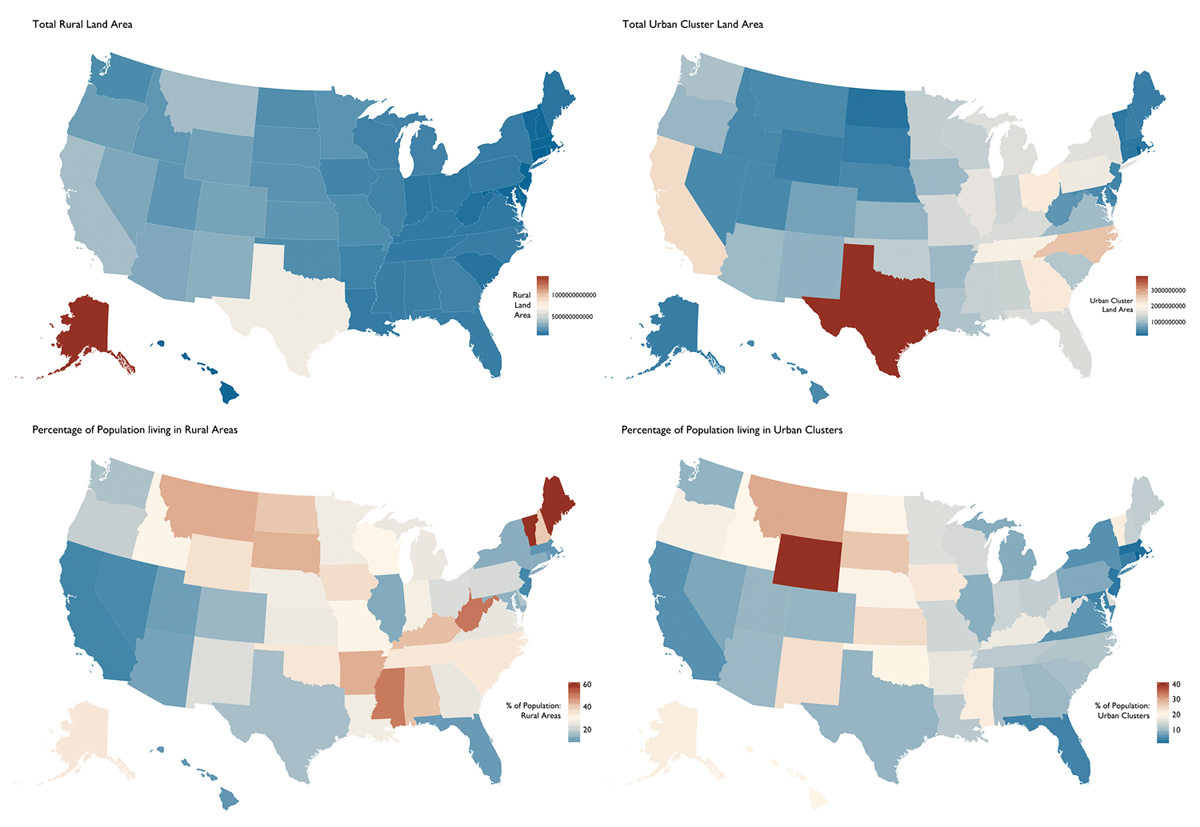 Total Rural Land Area
Total Urban Cluster Land Area
Rural
Land
Area
1000000000000
500000000000
Urban Cluster
Land Area
3000000000
2000000000
1000000000
Percentage of Population living in Rural Areas
Percentage of Population living in Urban Clusters
% of Population:
Rural Areas
60
40
20
% of Population:
Urban Clusters
40
30
20
10